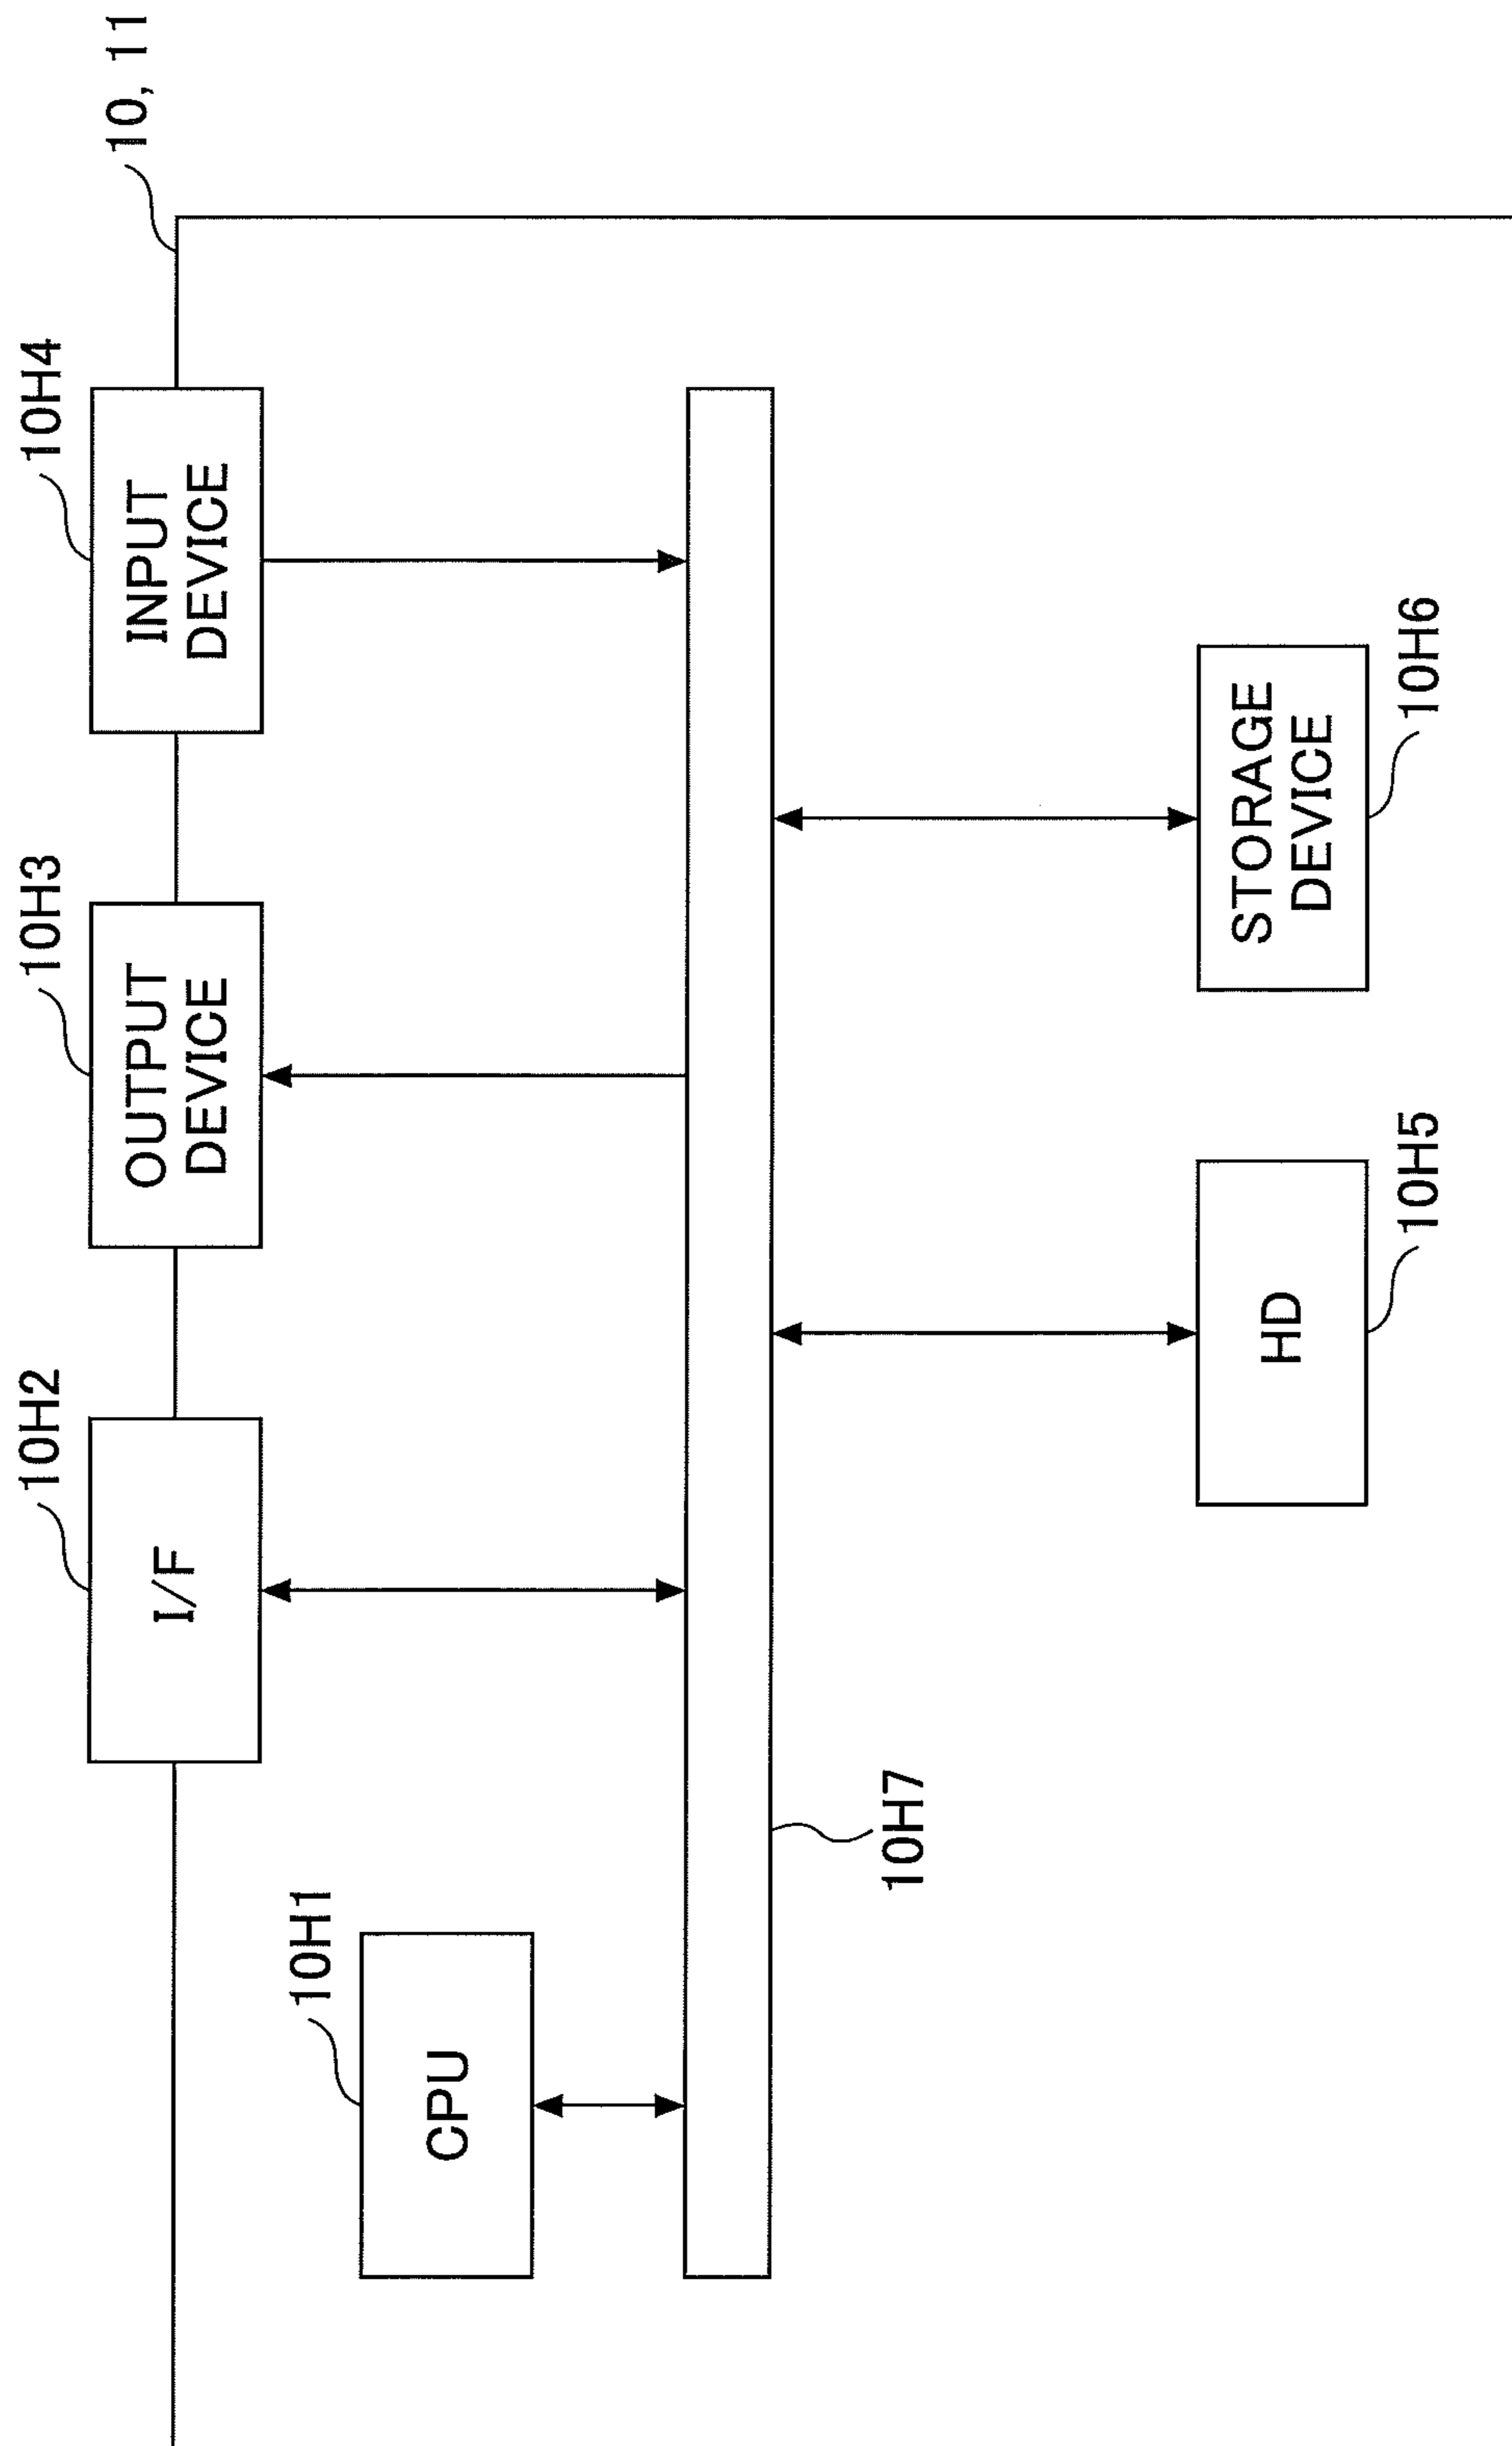 10, 11
10H4
INPUT
DEVICE
10H3
OUTPUT
DEVICE
10H2
I/F
10H1
CPU
10H7
10H6
STORAGE
DEVICE
10H5
HD